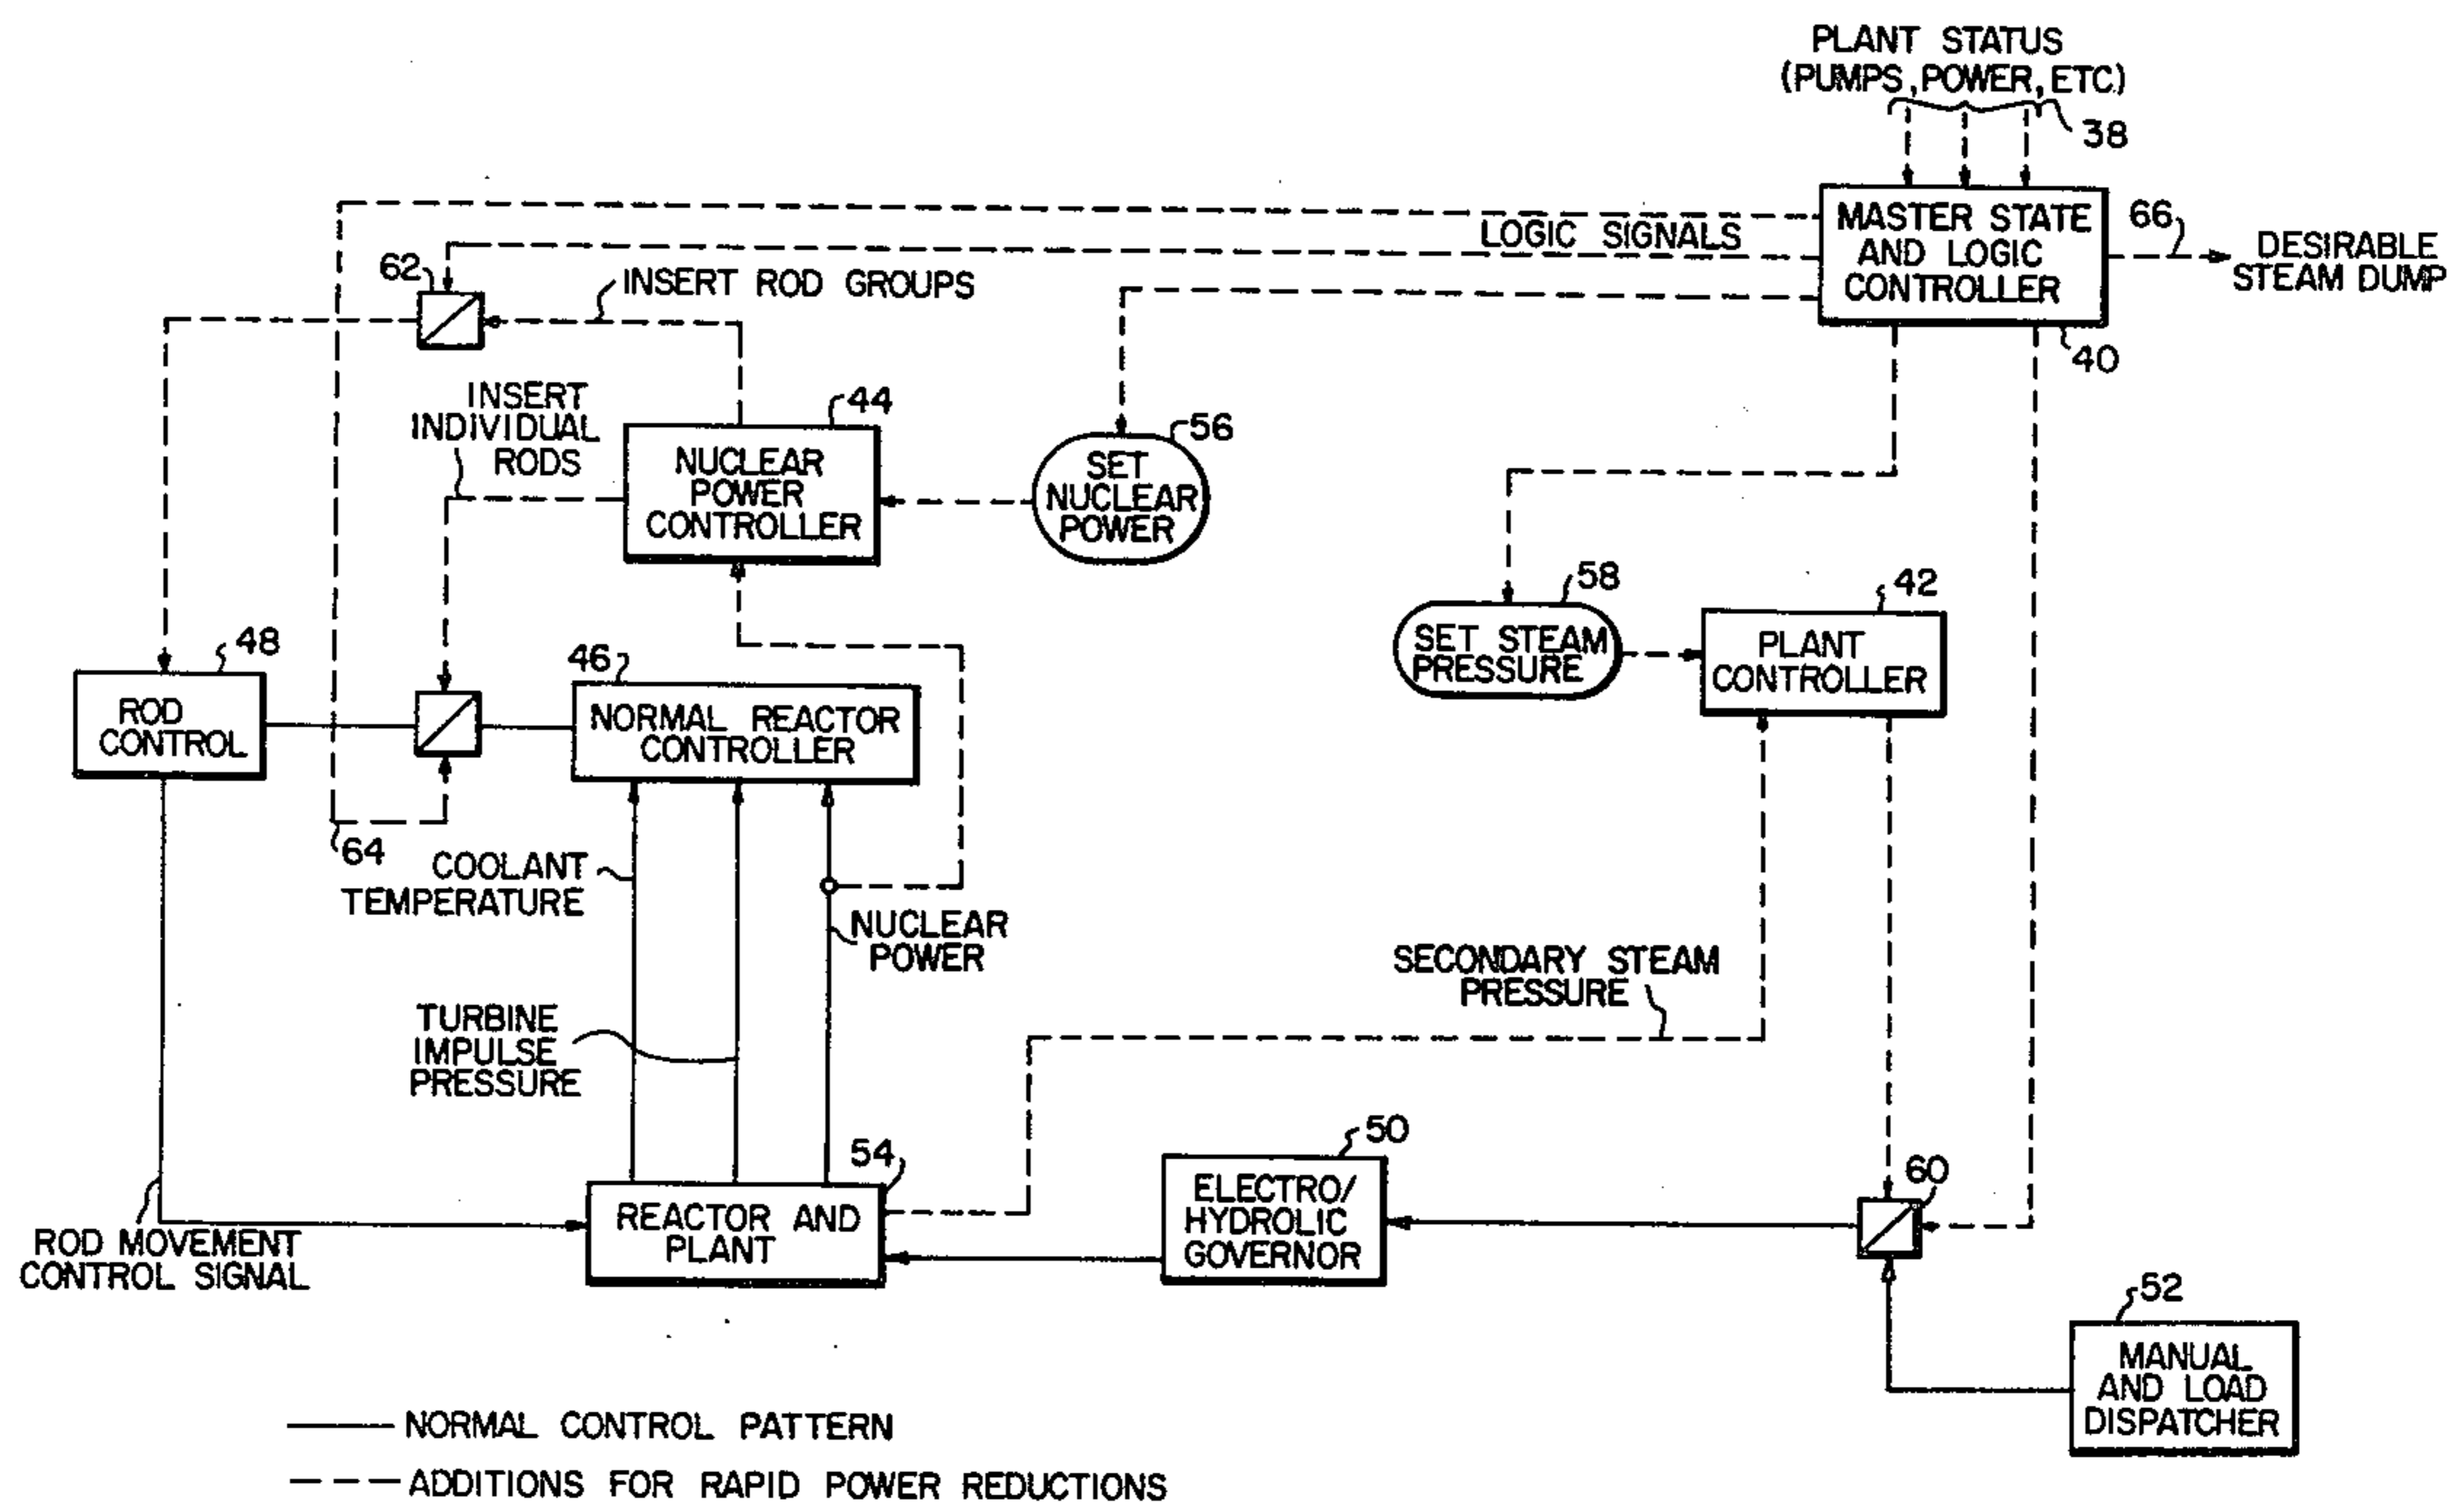 PLANT STATUS
(PUMPS, POWER, ETC.)
38
MASTER STATE
AND LOGIC
CONTROLLER
40
66
DESIRABLE
STEAM DUMP
LOGIC SIGNALS
62
INSERT ROD GROUPS
INSERT
INDIVIDUAL
RODS
44
NUCLEAR
POWER
CONTROLLER
56
SET
NUCLEAR
POWER
58
SET STEAM
PRESSURE
42
PLANT
CONTROLLER
48
ROD
CONTROL
46
NORMAL REACTOR
CONTROLLER
64
COOLANT
TEMPERATURE
NUCLEAR
POWER
SECONDARY STEAM
PRESSURE
TURBINE
IMPULSE
PRESSURE
54
REACTOR AND
PLANT
50
ELECTRO/
HYDROLIC
GOVERNOR
60
ROD MOVEMENT
CONTROL SIGNAL
52
MANUAL
AND LOAD
DISPATCHER
NORMAL CONTROL PATTERN
ADDITIONS FOR RAPID POWER REDUCTIONS